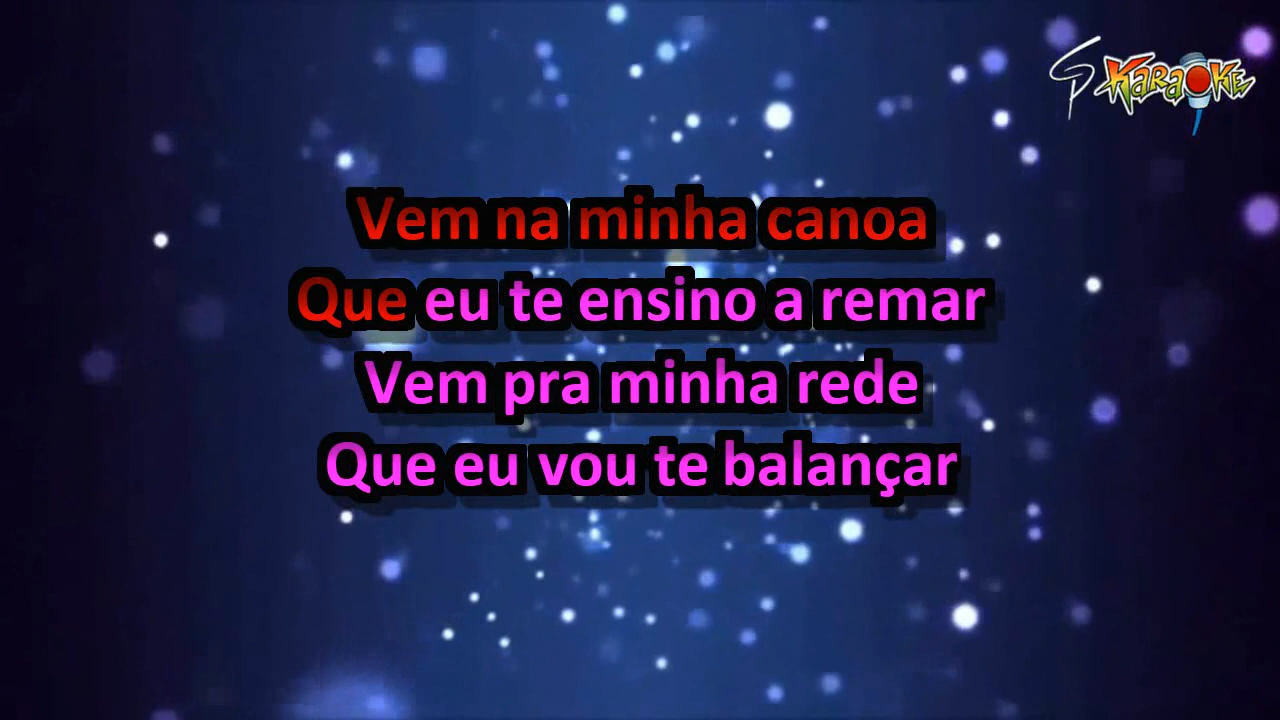 Karaoke
Vem na minha canoa
Que eu te ensino a remar
Vem pra minha rede
Que eu vou te balançar